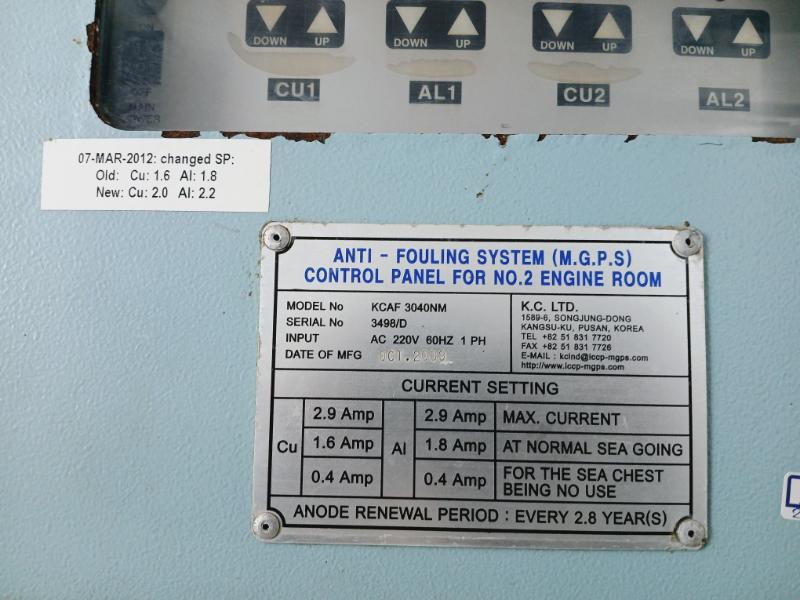 DOWN UP DOWN UP DOWN UP DOWN UP
CU1 AL1 CU2 AL2
OFF
MAIN
07-MAR-2012: changed SP:
Old: Cu: 1.6 Al: 1.8
New: Cu: 2.0 Al: 2.2
ANTI - FOULING SYSTEM (M.G.P.S)
CONTROL PANEL FOR NO.2 ENGINE ROOM
MODEL No KCAF 3040NM
SERIAL No 3498/D
INPUT AC 220V 60HZ 1 PH
DATE OF MFG OCT.
K.C. LTD.
1589-6, SONGJUNG-DONG
KANGSU-KU, PUSAN, KOREA
TEL +82 51 831 7720
FAX +82 51 831 7726
E-MAIL : kcind@iccp-mgps.com
http://www.iccp-mgps.com
CURRENT SETTING
Cu 2.9 Amp Al 2.9 Amp MAX. CURRENT
1.6 Amp 1.8 Amp AT NORMAL SEA GOING
0.4 Amp 0.4 Amp FOR THE SEA CHEST
BEING NO USE
ANODE RENEWAL PERIOD : EVERY 2.8 YEAR(S)